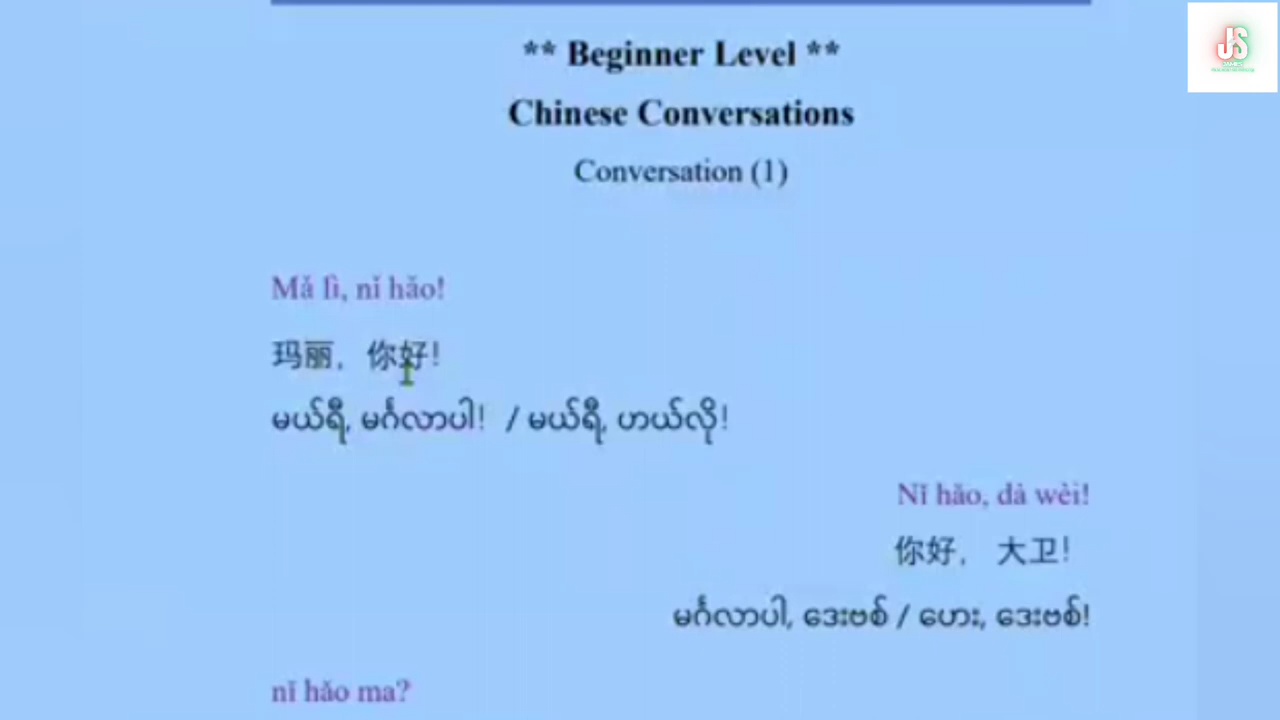 ** Beginner Level **
Chinese Conversations
Conversation (1)
JS
Mǎ lì, nǐ hǎo!
玛丽，你好!
မယ်ရီ, မင်္ဂလာပါ! / မယ်ရီ, ဟယ်လို!
Nǐ hǎo, dà wèi!
你好， 大卫!
မင်္ဂလာပါ, ဒေးဗစ် / ဟေး, ဒေးဗစ်!
nǐ hǎo ma?